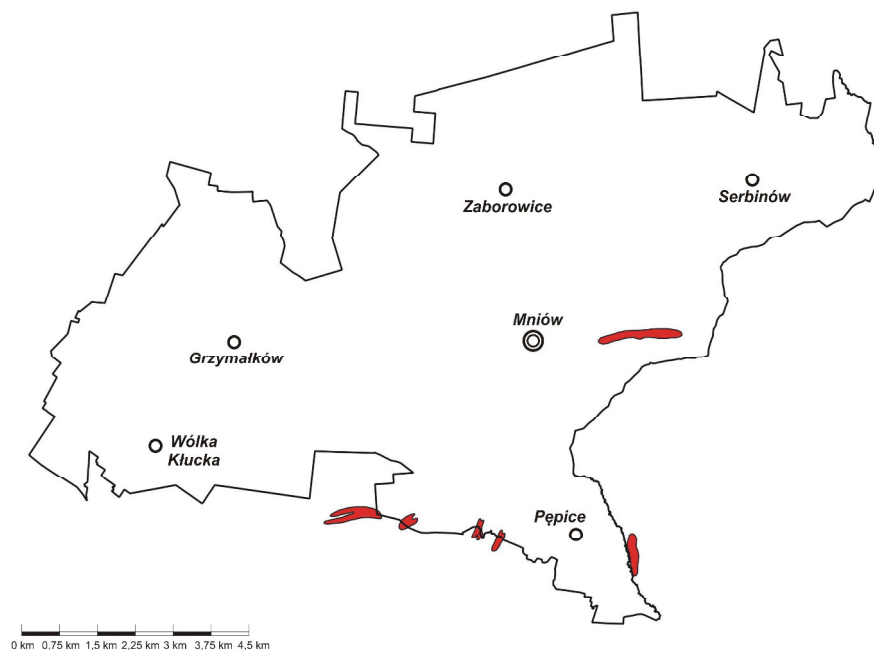 Zaborowice
Serbinów
Mniów
Grzymałków
Wólka
Kłucka
Pępice
0 km 0,75 km 1,5 km 2,25 km 3 km 3,75 km 4,5 km